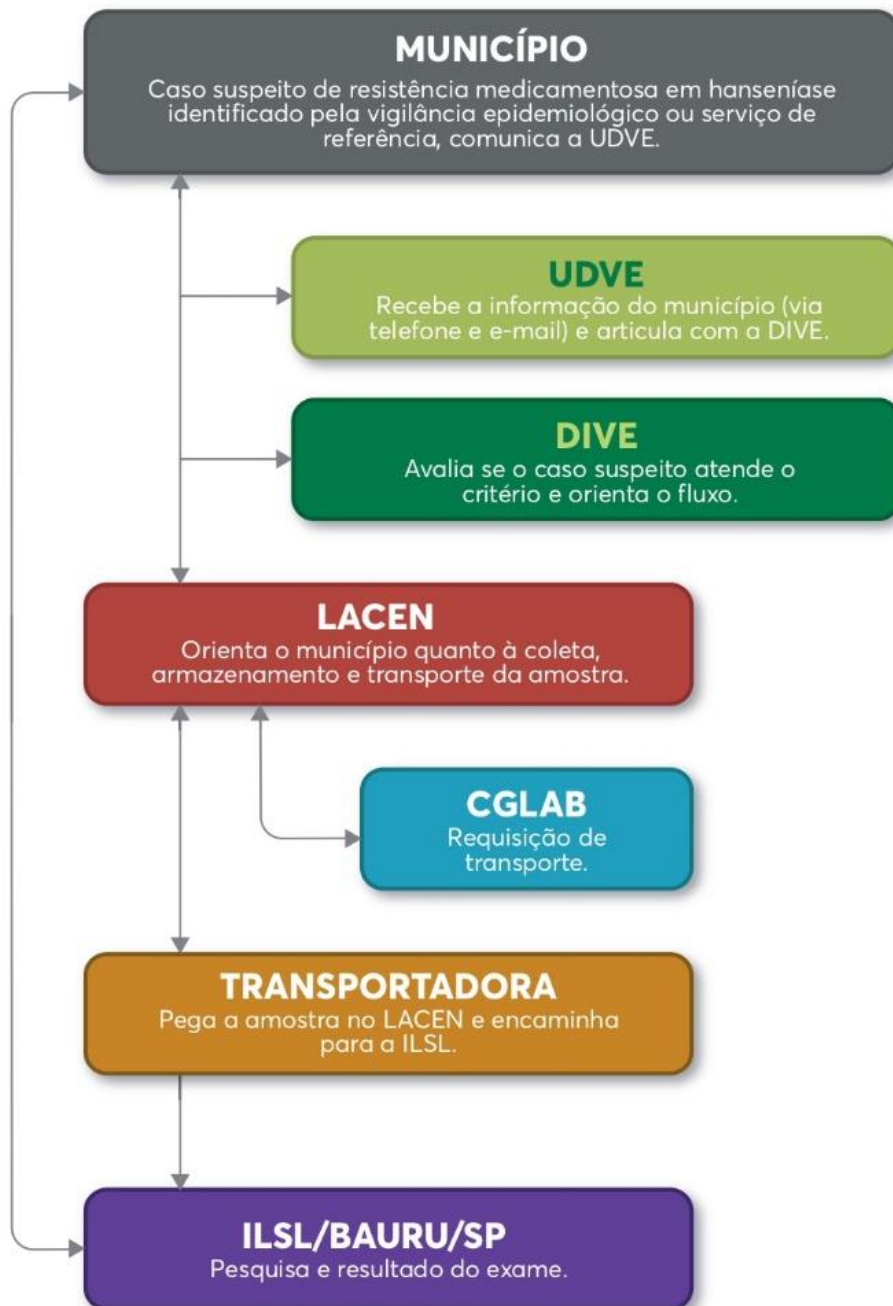 MUNICÍPIO
Caso suspeito de resistência medicamentosa em hanseníase
identificado pela vigilância epidemiológico ou serviço de
referência, comunica a UDVE.
UDVE
Recebe a informação do município (via
telefone e e-mail) e articula com a DIVE.
DIVE
Avalia se o caso suspeito atende o
critério e orienta o fluxo.
LACEN
Orienta o município quanto à coleta,
armazenamento e transporte da amostra.
CGLAB
Requisição de
transporte.
TRANSPORTADORA
Pega a amostra no LACEN e encaminha
para a ILSL.
ILSL/BAURU/SP
Pesquisa e resultado do exame.